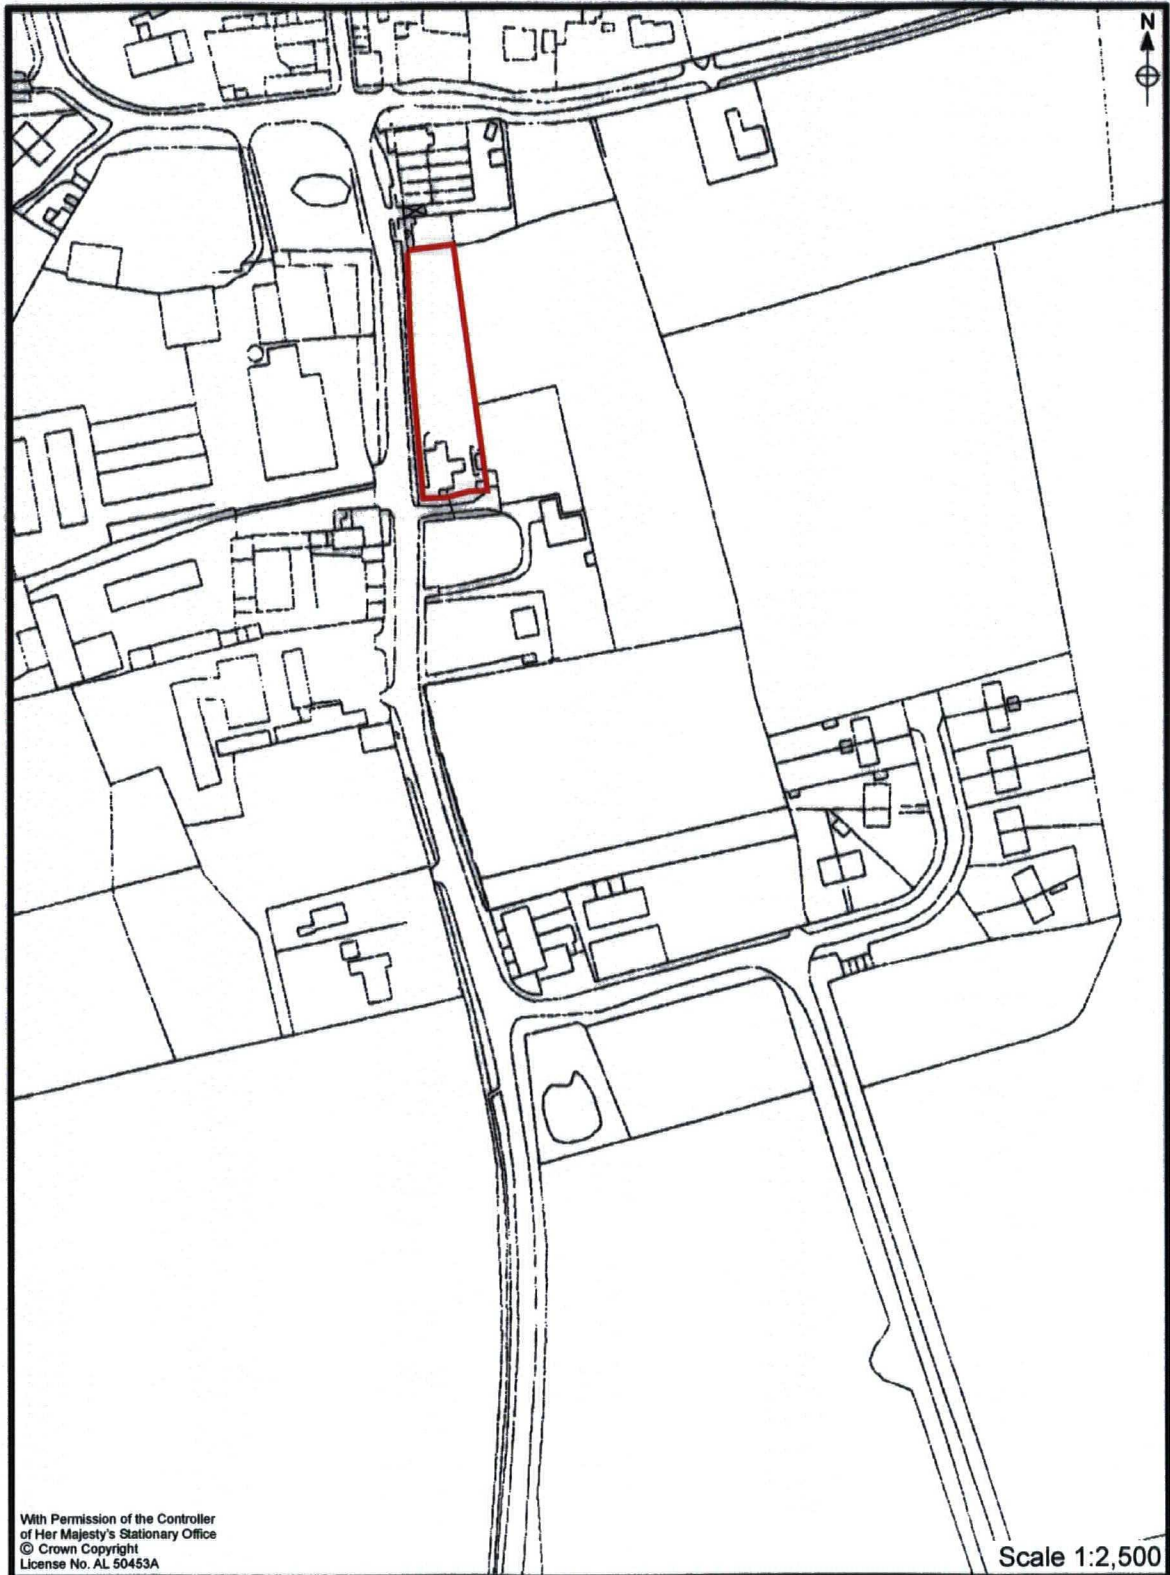 N
With Permission of the Controller
of Her Majesty's Stationary Office
© Crown Copyright
License No. AL 50453A
Scale 1:2,500